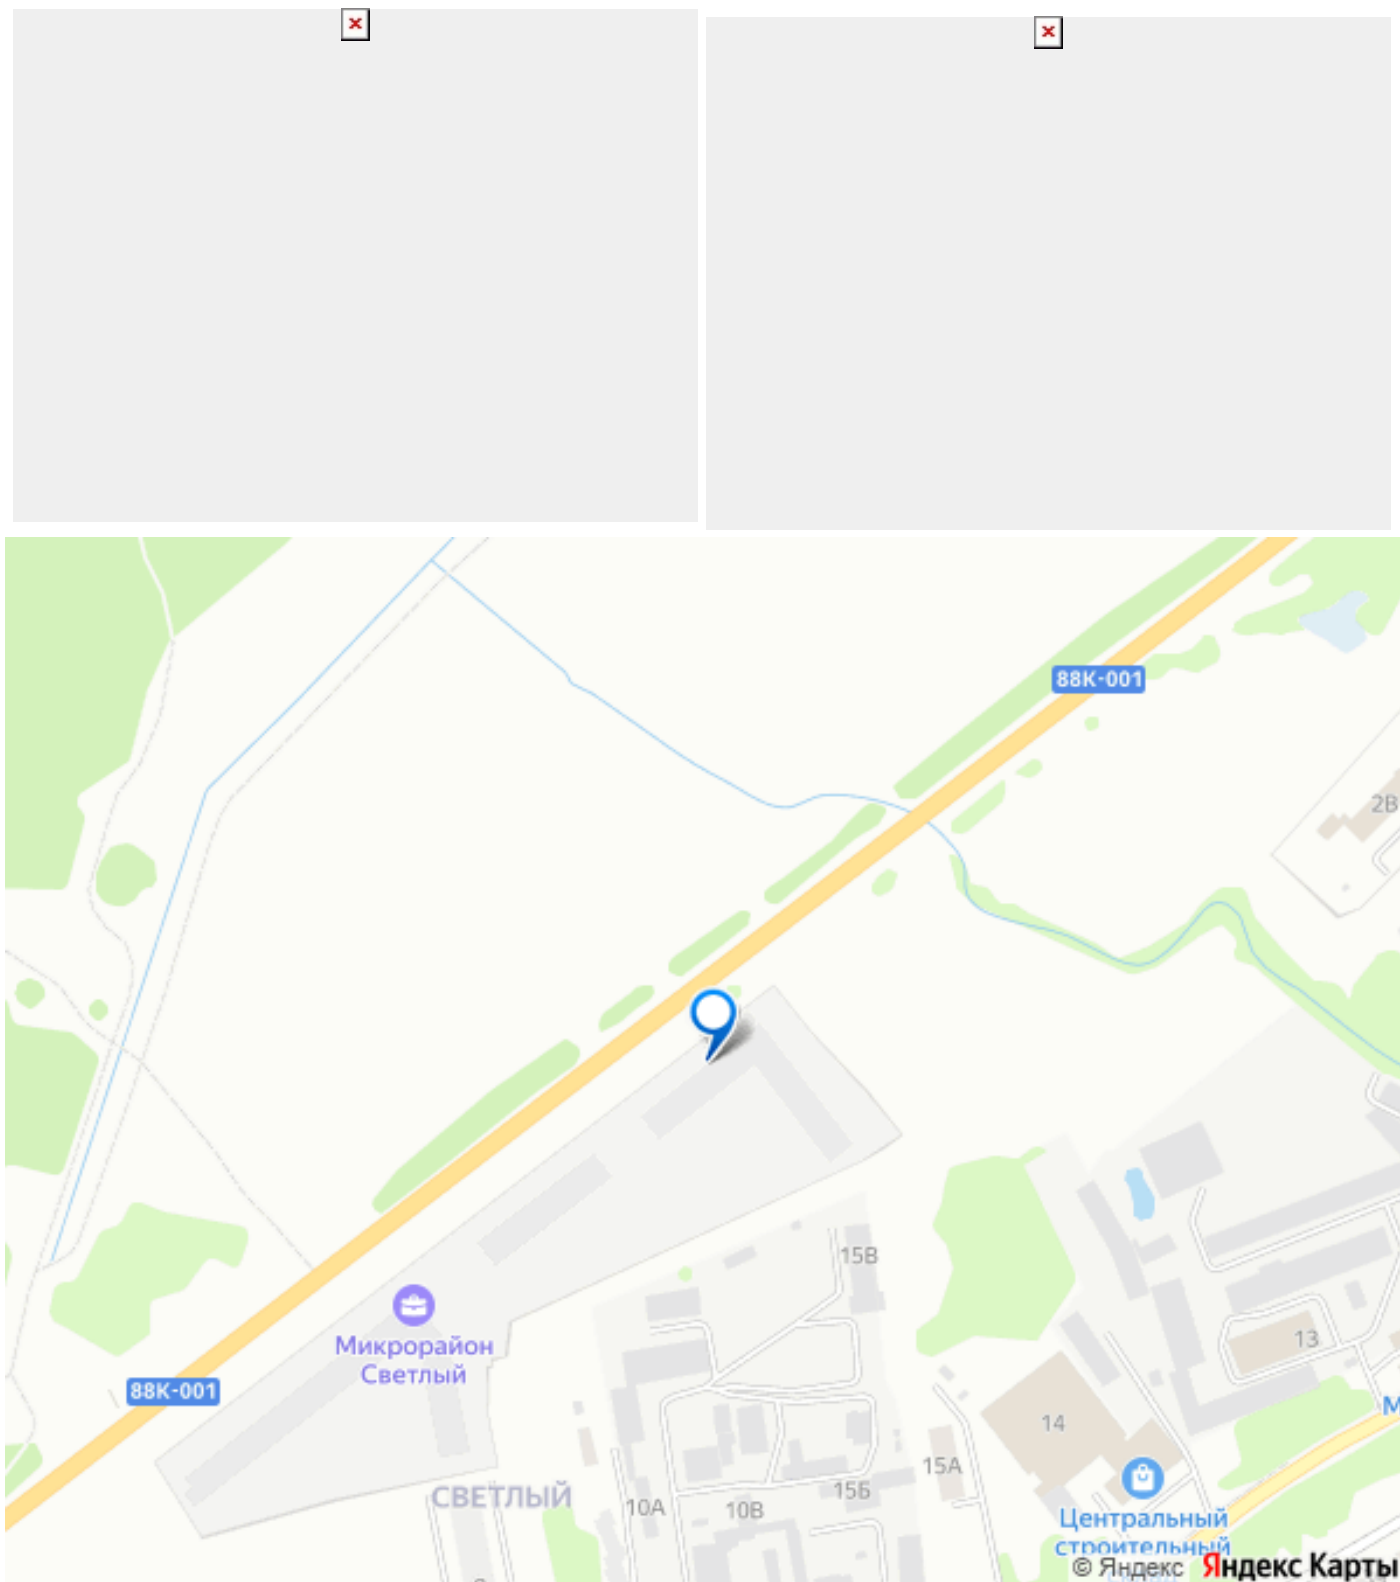 88К-001
2В
15В
Микрорайон
Светлый
13
88К-001
14
15А
СВЕТЛЫЙ
10А
10В
15Б
Центральный
строительный
© Яндекс Яндекс Карты